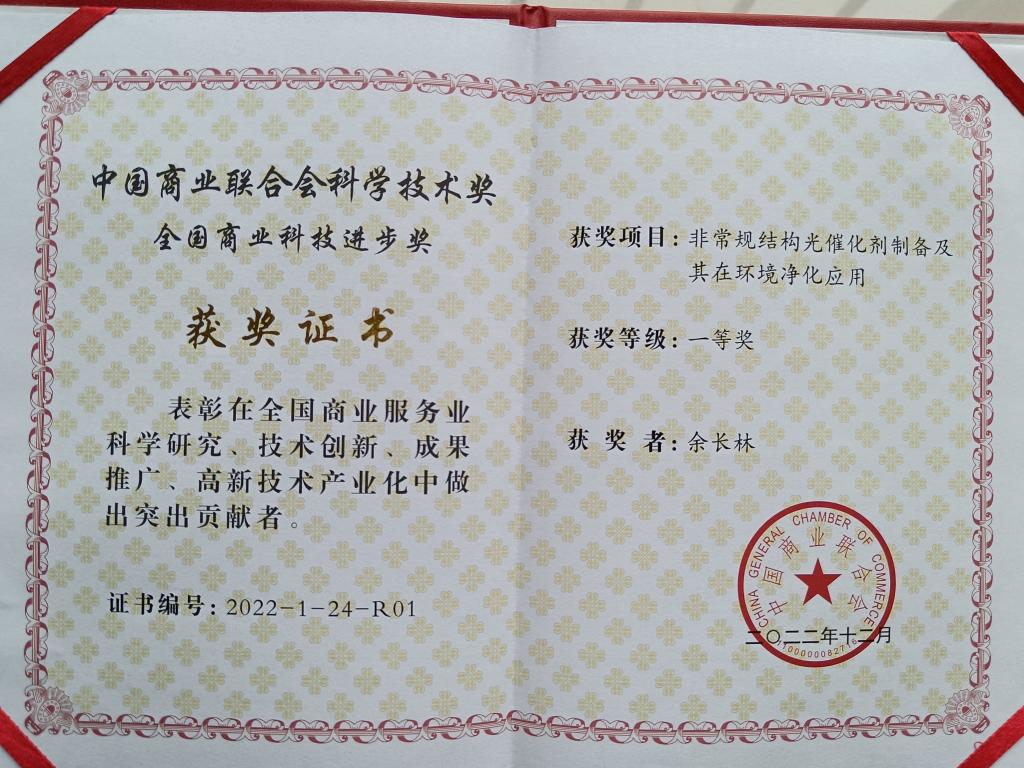 中国商业联合会科学技术奖
全国商业科技进步奖
获奖证书
表彰在全国商业服务业
科学研究、技术创新、成果
推广、高新技术产业化中做
出突出贡献者。
证书编号：2022-1-24-R01
获奖项目：非常规结构光催化剂制备及
其在环境净化应用
获奖等级：一等奖
获 奖 者：余长林
CHINA GENERAL CHAMBER OF COMMERCE
中国商业联合会
二〇二二年十二月